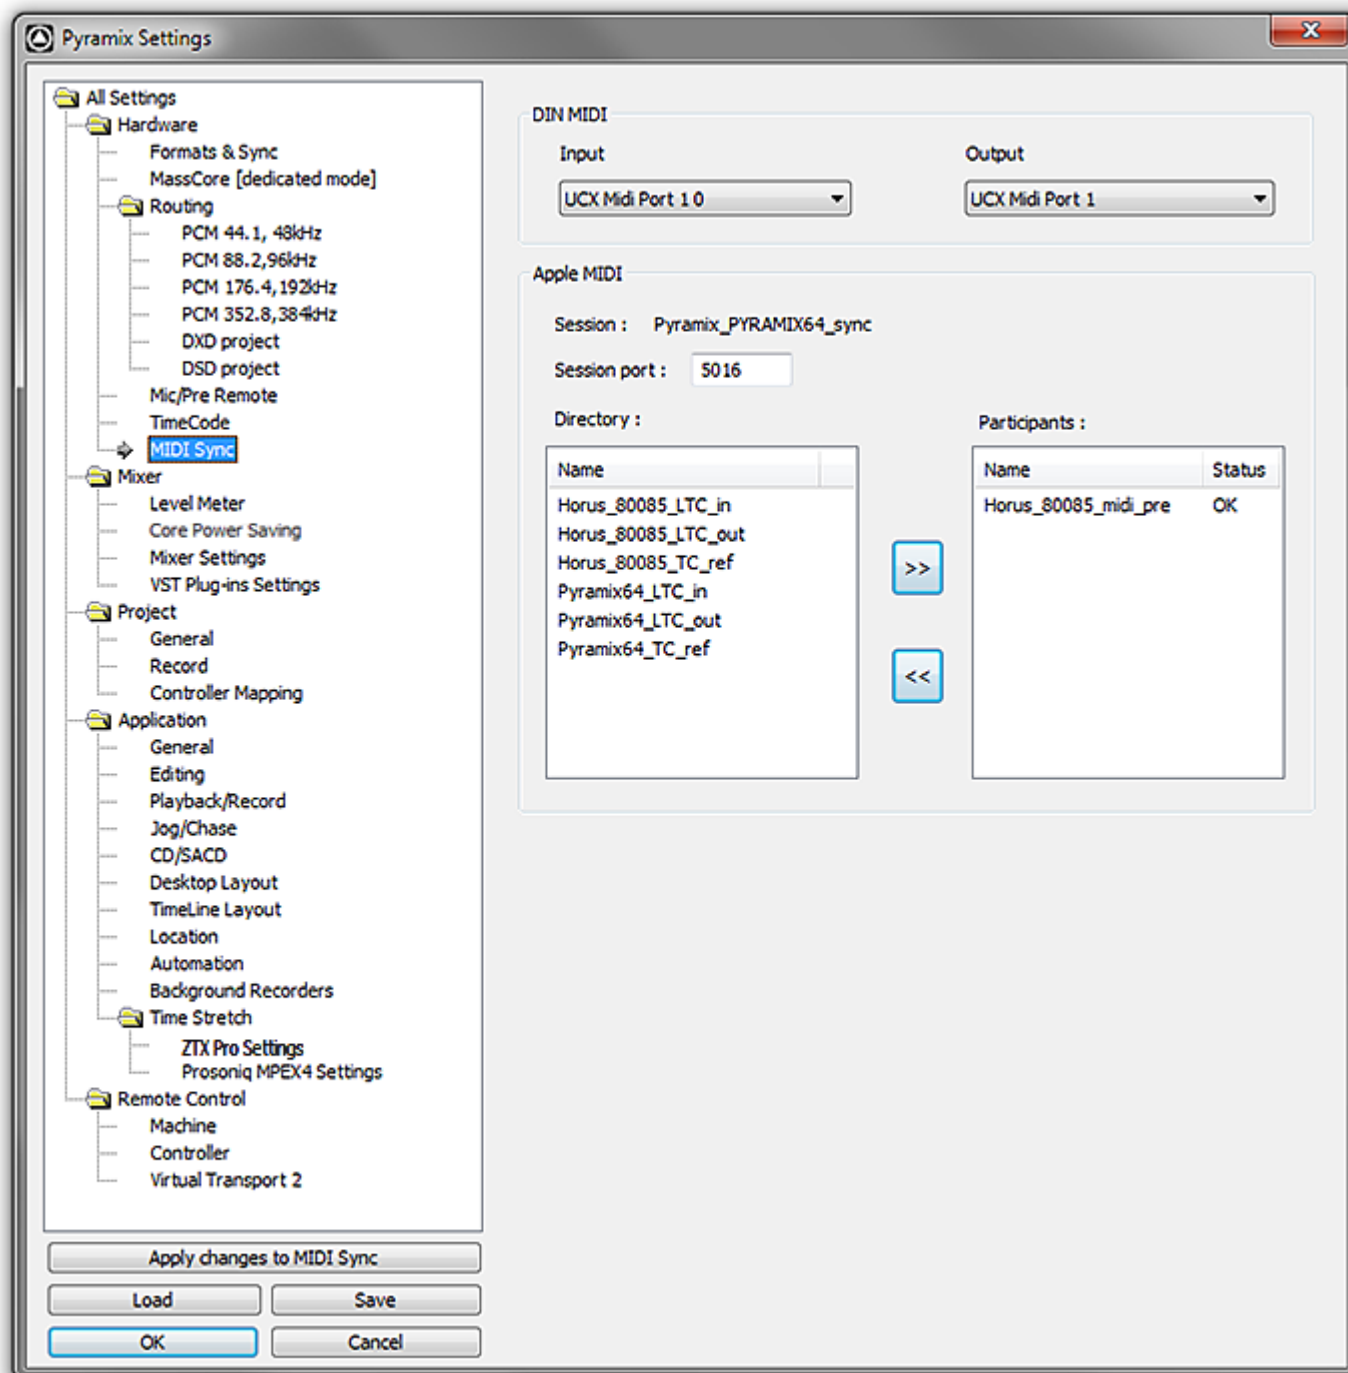 Pyramix Settings
X
All Settings
Hardware
Formats & Sync
MassCore [dedicated mode]
Routing
PCM 44.1, 48kHz
PCM 88.2,96kHz
PCM 176.4,192kHz
PCM 352.8,384kHz
DXD project
DSD project
Mic/Pre Remote
TimeCode
MIDI Sync
Mixer
Level Meter
Core Power Saving
Mixer Settings
VST Plug-ins Settings
Project
General
Record
Controller Mapping
Application
General
Editing
Playback/Record
Jog/Chase
CD/SACD
Desktop Layout
TimeLine Layout
Location
Automation
Background Recorders
Time Stretch
ZTX Pro Settings
Prosoniq MPEX4 Settings
Remote Control
Machine
Controller
Virtual Transport 2
Apply changes to MIDI Sync
Load Save
OK Cancel
DIN MIDI
Input Output
UCX Midi Port 1 0 UCX Midi Port 1
Apple MIDI
Session : Pyramix_PYRAMIX64_sync
Session port : 5016
Directory :
Name
Horus_80085_LTC_in
Horus_80085_LTC_out
Horus_80085_TC_ref
Pyramix64_LTC_in
Pyramix64_LTC_out
Pyramix64_TC_ref
>>
<<
Participants :
Name Status
Horus_80085_midi_pre OK